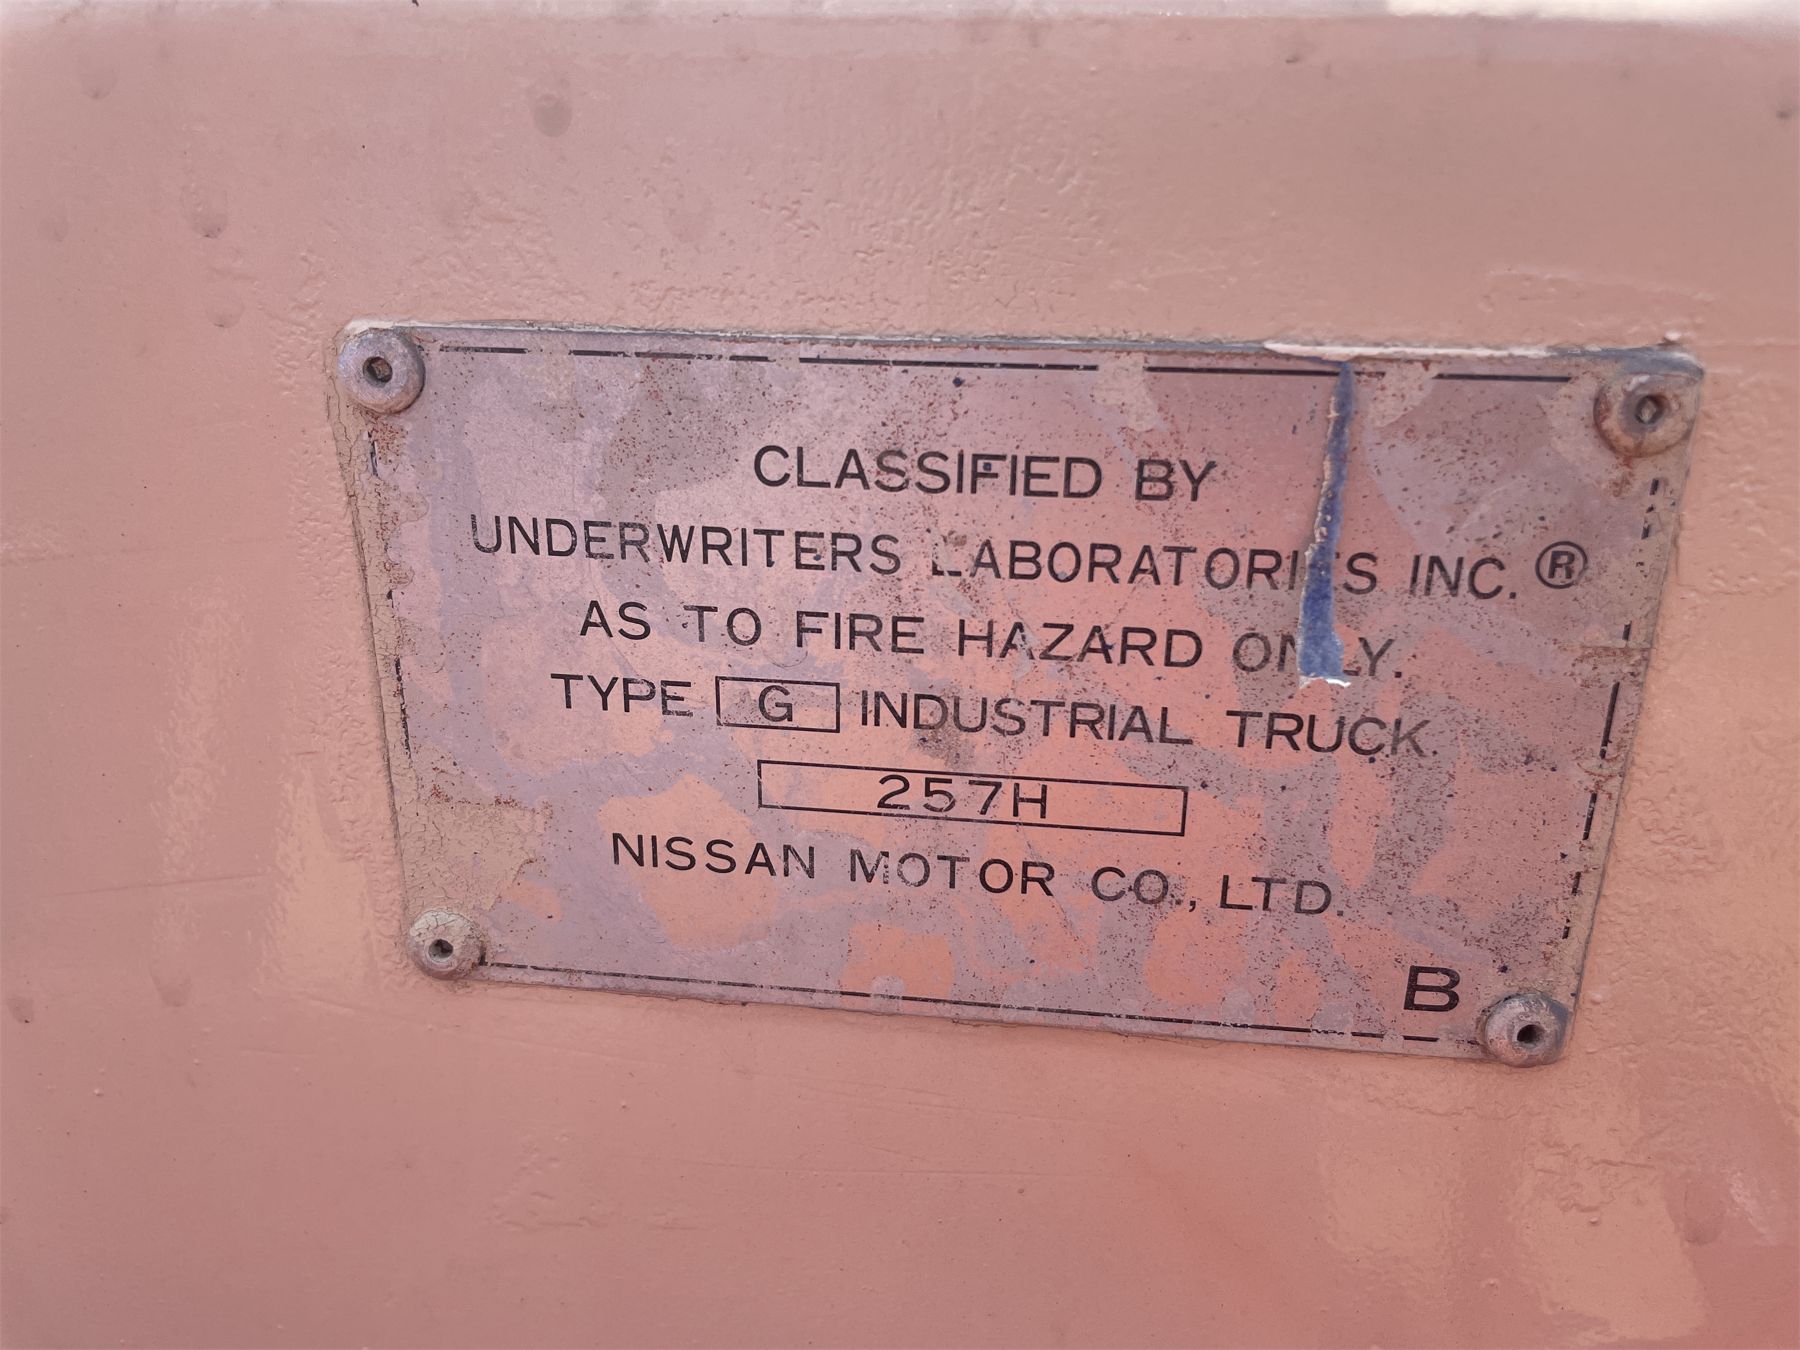 CLASSIFIED BY
UNDERWRITERS LABORATORIES INC.®
AS TO FIRE HAZARD ONLY.
TYPE G INDUSTRIAL TRUCK.
257H
NISSAN MOTOR CO., LTD.
B